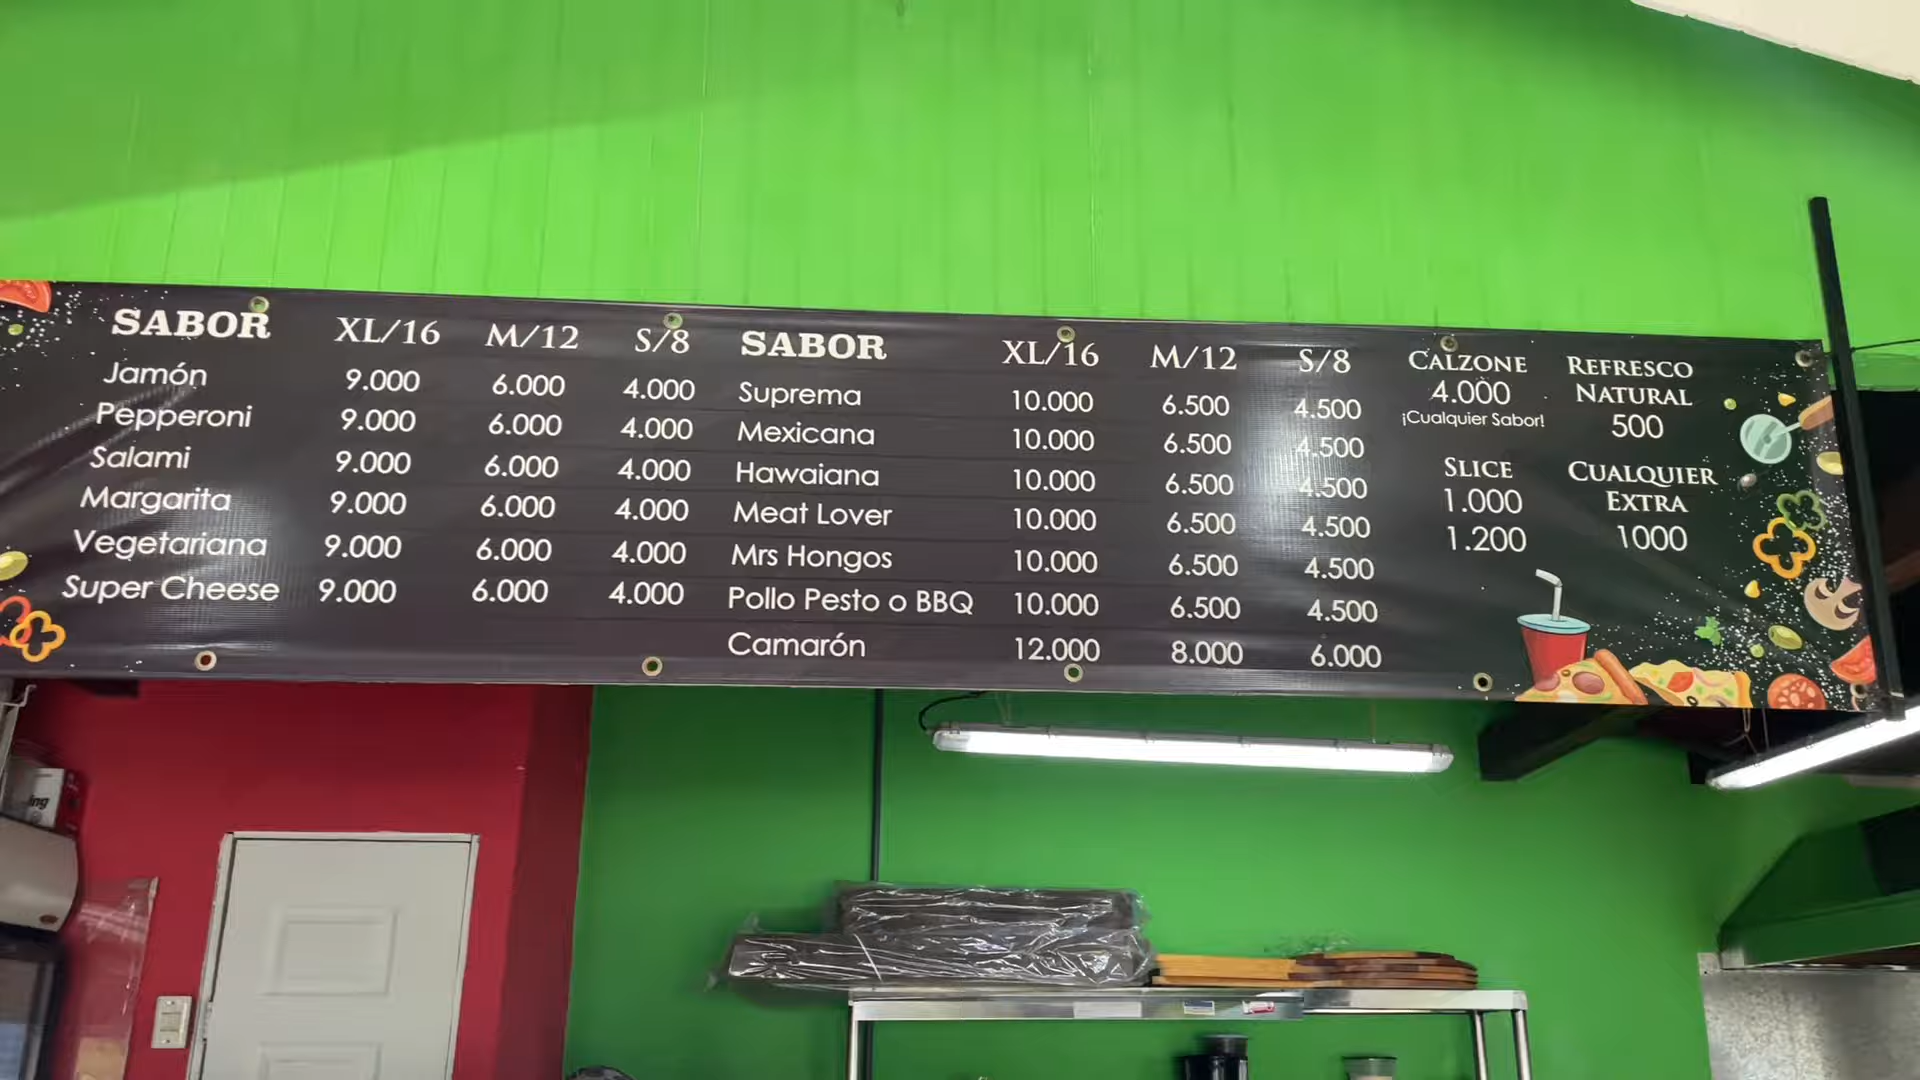 SABOR XL/16 M/12 S/8
Jamón 9.000 6.000 4.000
Pepperoni 9.000 6.000 4.000
Salami 9.000 6.000 4.000
Margarita 9.000 6.000 4.000
Vegetariana 9.000 6.000 4.000
Super Cheese 9.000 6.000 4.000
SABOR XL/16 M/12 S/8
Suprema 10.000 6.500 4.500
Mexicana 10.000 6.500 4.500
Hawaiana 10.000 6.500 4.500
Meat Lover 10.000 6.500 4.500
Mrs Hongos 10.000 6.500 4.500
Pollo Pesto o BBQ 10.000 6.500 4.500
Camarón 12.000 8.000 6.000
CALZONE
4.000
¡Cualquier Sabor!
SLICE
1.000
1.200
REFRESCO
NATURAL
500
CUALQUIER
EXTRA
1000